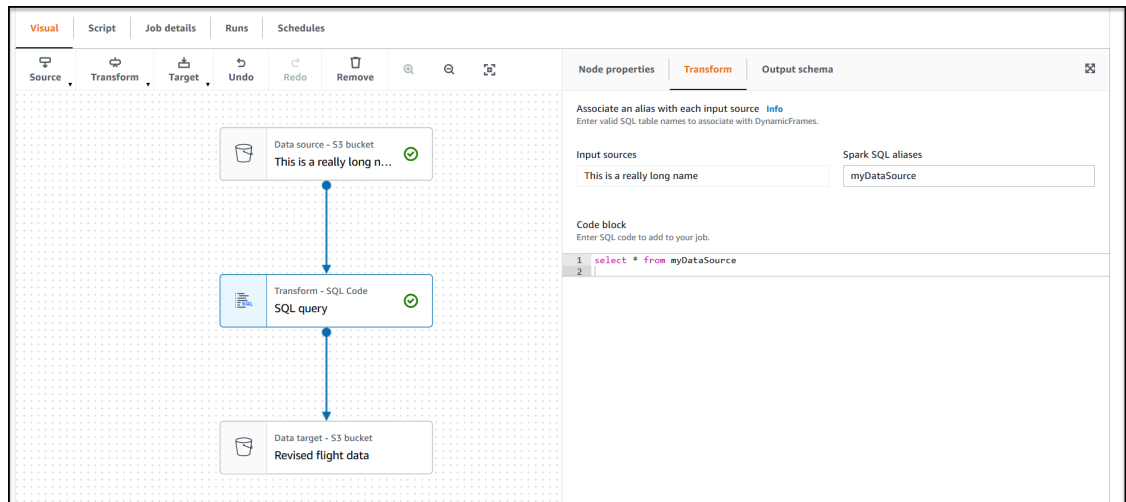 Visual Script Job details Runs Schedules
Source Transform Target Undo Redo Remove
Data source - S3 bucket
This is a really long n...
Transform - SQL Code
SQL
SQL query
Data target - S3 bucket
Revised flight data
Node properties Transform Output schema
Associate an alias with each input source Info
Enter valid SQL table names to associate with DynamicFrames.
Input sources Spark SQL aliases
This is a really long name myDataSource
Code block
Enter SQL code to add to your job.
1 select * from myDataSource
2